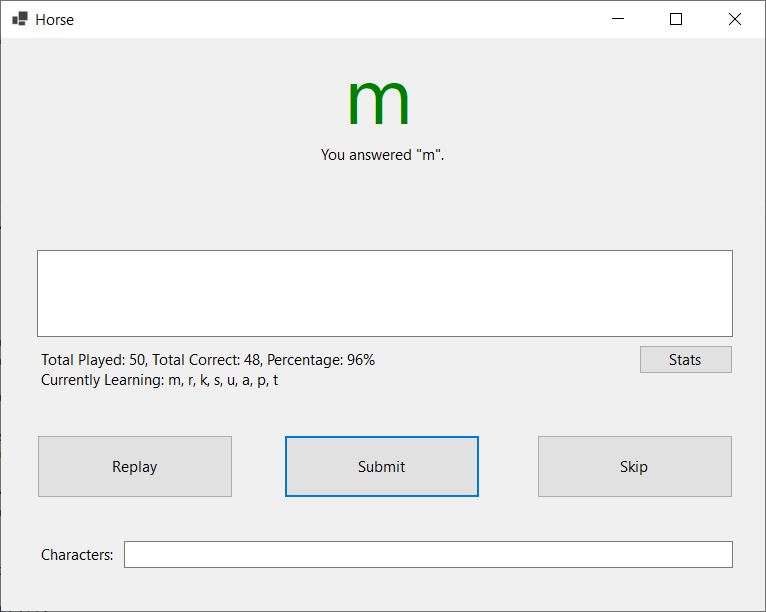 Horse
m
You answered "m".
Total Played: 50, Total Correct: 48, Percentage: 96%
Stats
Currently Learning: m, r, k, s, u, a, p, t
Replay
Submit
Skip
Characters: